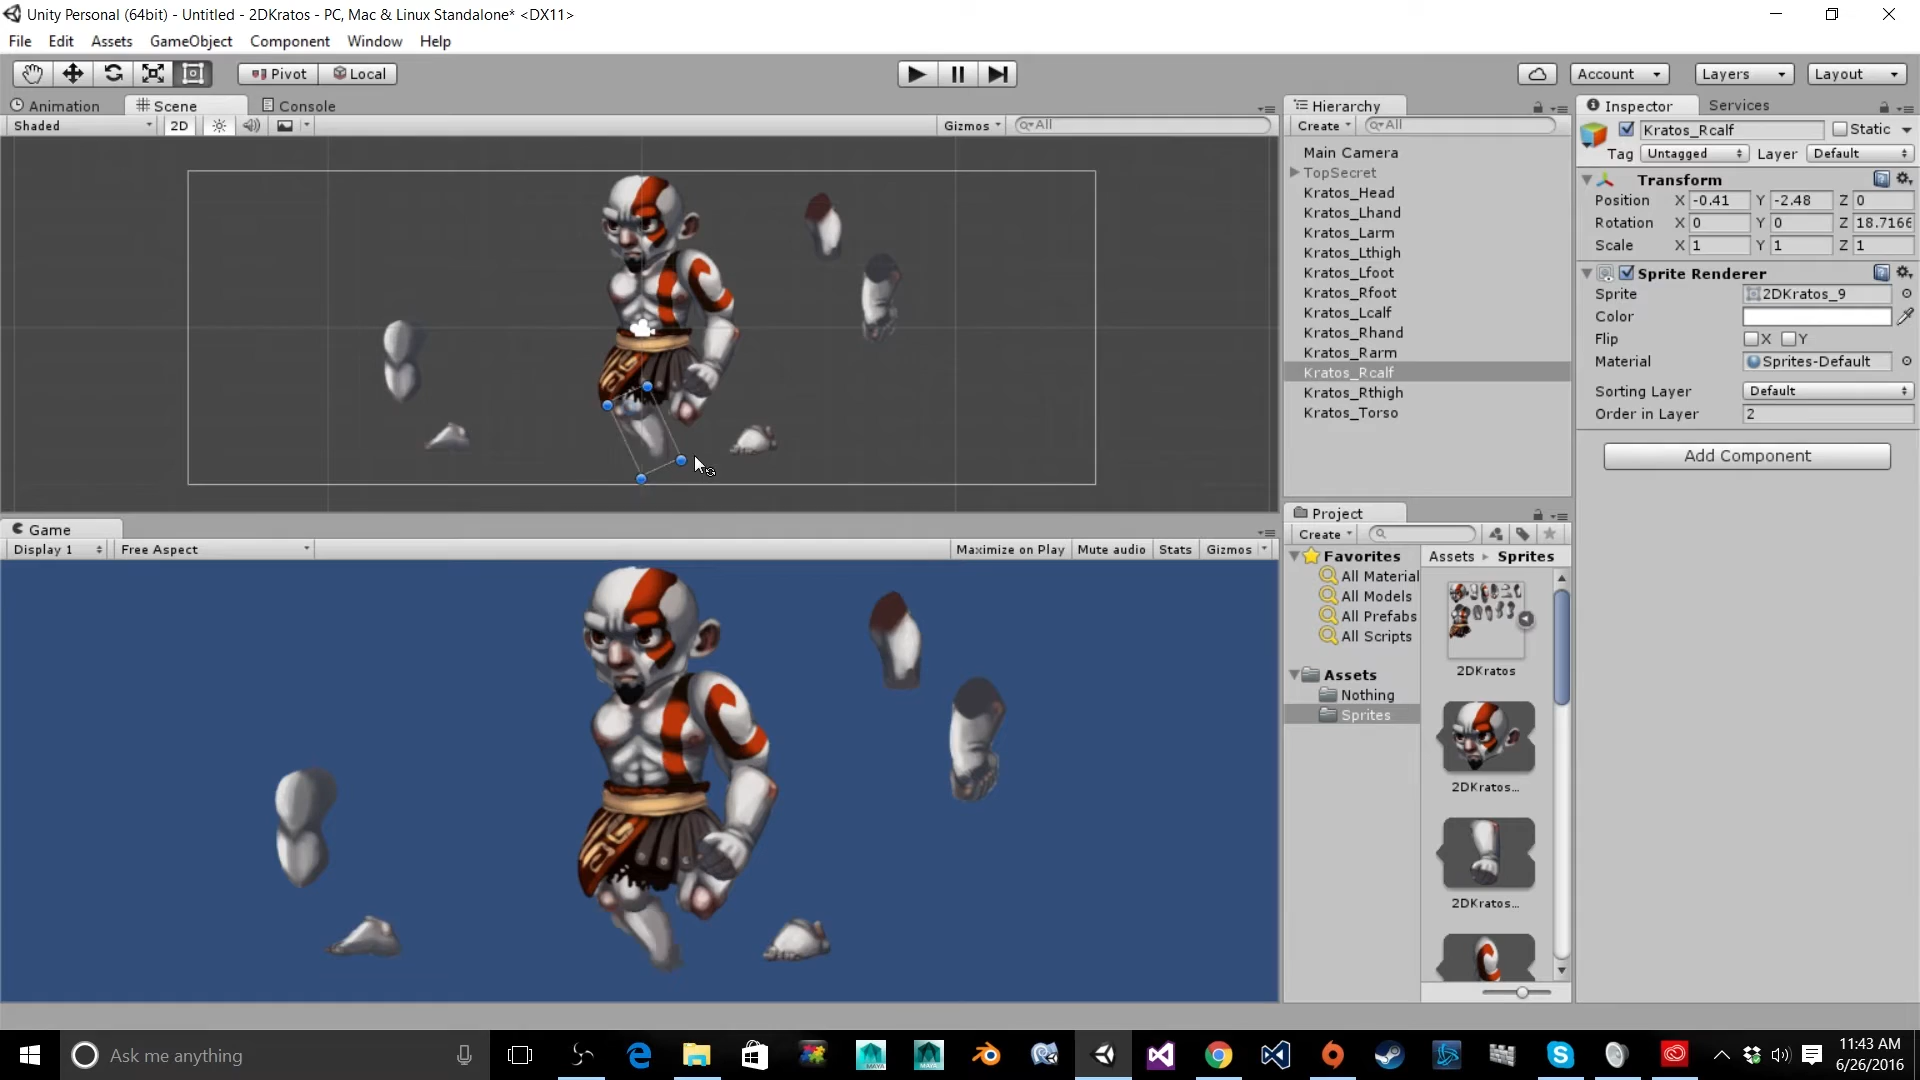 Unity Personal (64bit) - Untitled - 2DKratos - PC, Mac & Linux Standalone* <DX11>
File Edit Assets GameObject Component Window Help
Pivot Local Account Layers Layout
Animation Scene Console
Shaded 2D Gizmos All
Hierarchy
Create All
Main Camera
TopSecret
Kratos_Head
Kratos_Lhand
Kratos_Larm
Kratos_Lthigh
Kratos_Lfoot
Kratos_Rfoot
Kratos_Lcalf
Kratos_Rhand
Kratos_Rarm
Kratos_Rcalf
Kratos_Rthigh
Kratos_Torso
Inspector Services
Kratos_Rcalf Static
Tag Untagged Layer Default
Transform
Position X -0.41 Y -2.48 Z 0
Rotation X 0 Y 0 Z 18.7166
Scale X 1 Y 1 Z 1
Sprite Renderer
Sprite 2DKratos_9
Color
Flip X Y
Material Sprites-Default
Sorting Layer Default
Order in Layer 2
Add Component
Game
Display 1 Free Aspect Maximize on Play Mute audio Stats Gizmos
Project
Create
Favorites
All Material
All Models
All Prefabs
All Scripts
Assets
Nothing
Sprites
Assets Sprites
2DKratos
2DKratos...
2DKratos...
Ask me anything
MAYA
MAYA
11:43 AM
6/26/2016